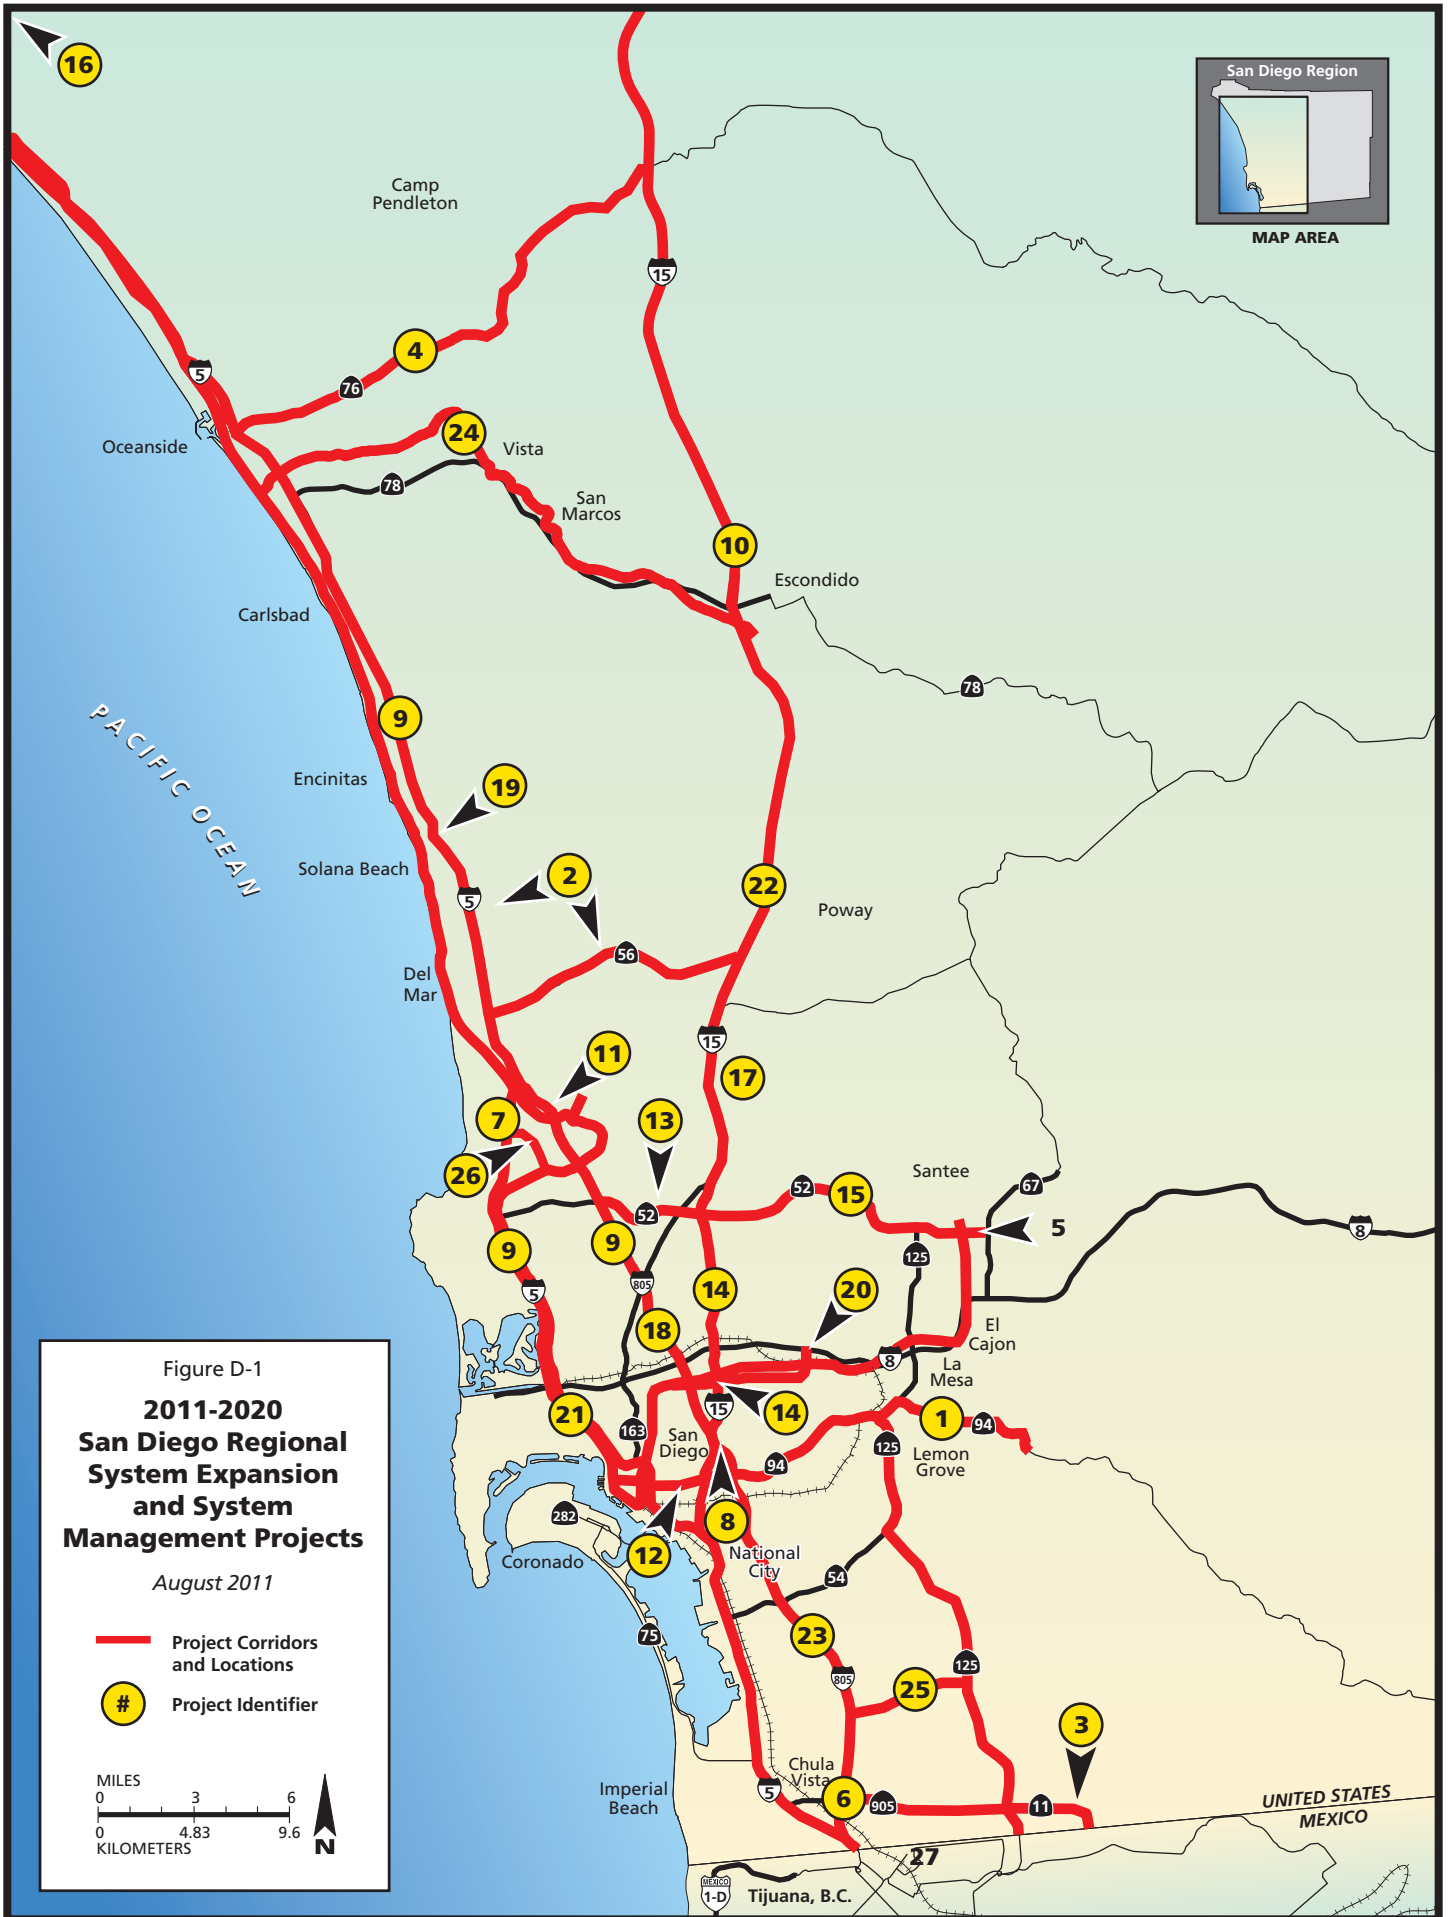 16
San Diego Region
MAP AREA
Camp
Pendleton
15
4
5
76
Oceanside
24
Vista
78
San
Marcos
10
Escondido
Carlsbad
78
9
PACIFIC OCEAN
Encinitas
19
Solana Beach
2
5
22
Poway
56
Del
Mar
15
11
17
7
13
26
Santee
52
15
67
52
5
8
9
9
125
805
5
14
20
18
El
Cajon
8
La
Mesa
15
14
21
1
94
163
San
Diego
125
Lemon
Grove
94
282
8
12
National
City
Coronado
54
75
23
125
805
25
3
Chula
Vista
5
6
905
11
Imperial
Beach
UNITED STATES
MEXICO
27
MEXICO
1-D
Tijuana, B.C.
Figure D-1
2011-2020
San Diego Regional
System Expansion
and System
Management Projects
August 2011
Project Corridors
and Locations
# Project Identifier
MILES
0 3 6
0 4.83 9.6
KILOMETERS
N